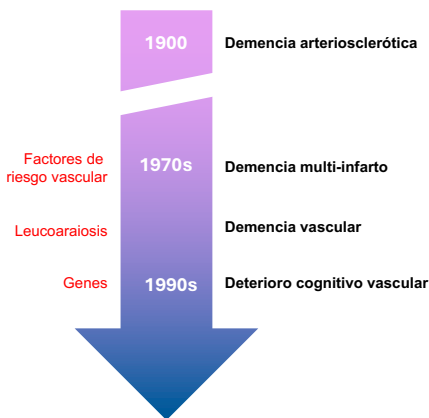 1900 Demencia arteriosclerótica
Factores de
riesgo vascular 1970s Demencia multi-infarto
Leucoaraiosis Demencia vascular
Genes 1990s Deterioro cognitivo vascular